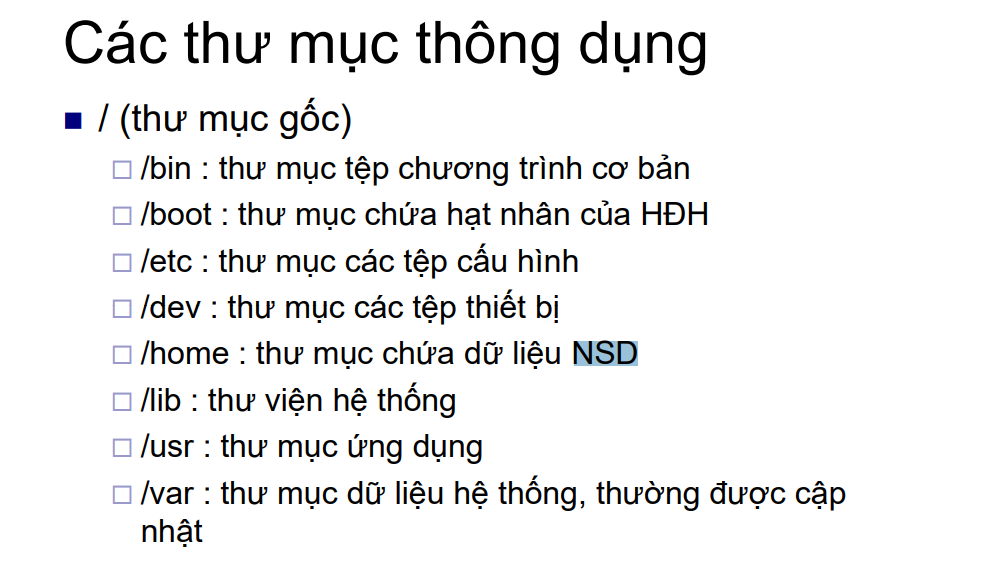 Các thư mục thông dụng
/ (thư mục gốc)
/bin : thư mục tệp chương trình cơ bản
/boot : thư mục chứa hạt nhân của HĐH
/etc : thư mục các tệp cấu hình
/dev : thư mục các tệp thiết bị
/home : thư mục chứa dữ liệu NSD
/lib : thư viện hệ thống
/usr : thư mục ứng dụng
/var : thư mục dữ liệu hệ thống, thường được cập
nhật